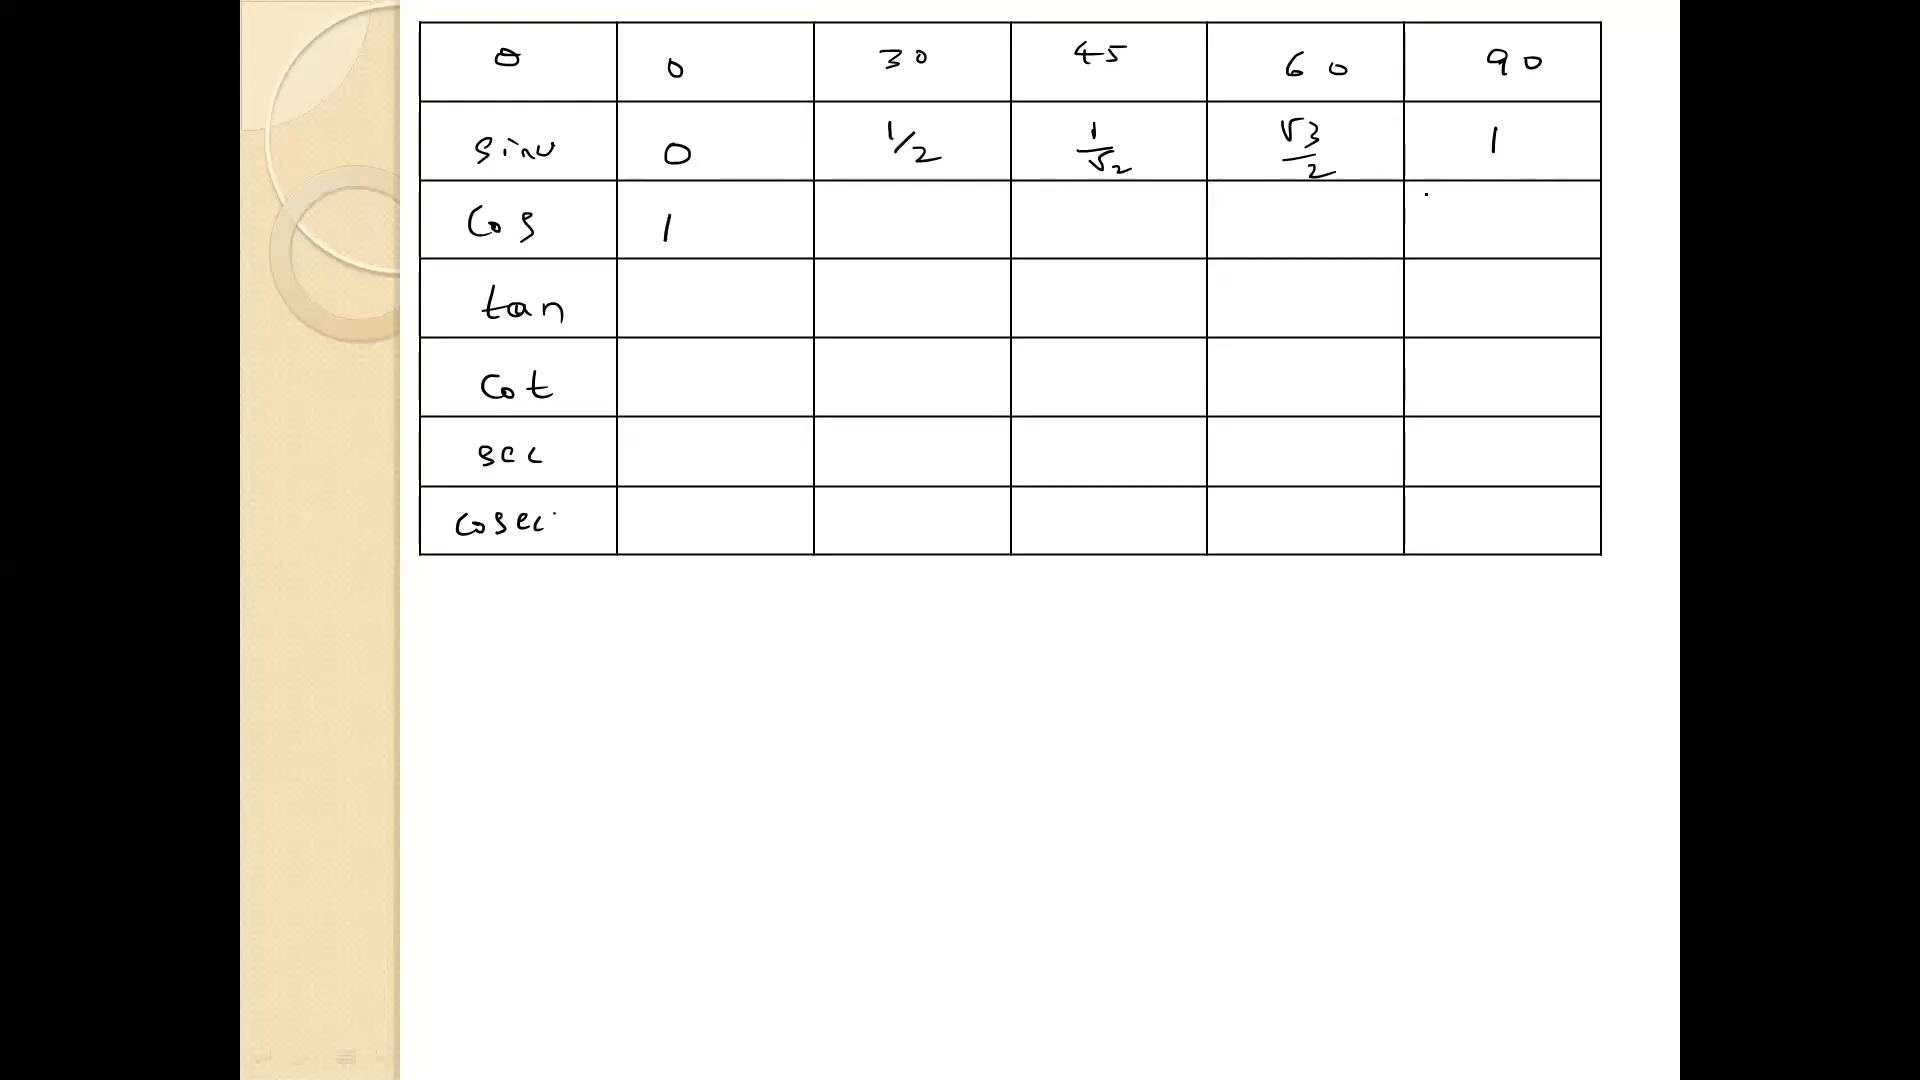 θ 0 30 45 60 90
sinθ 0 1/2 1/√2 √3/2 1
Cos 1
tan
Cot
sec
Cosec